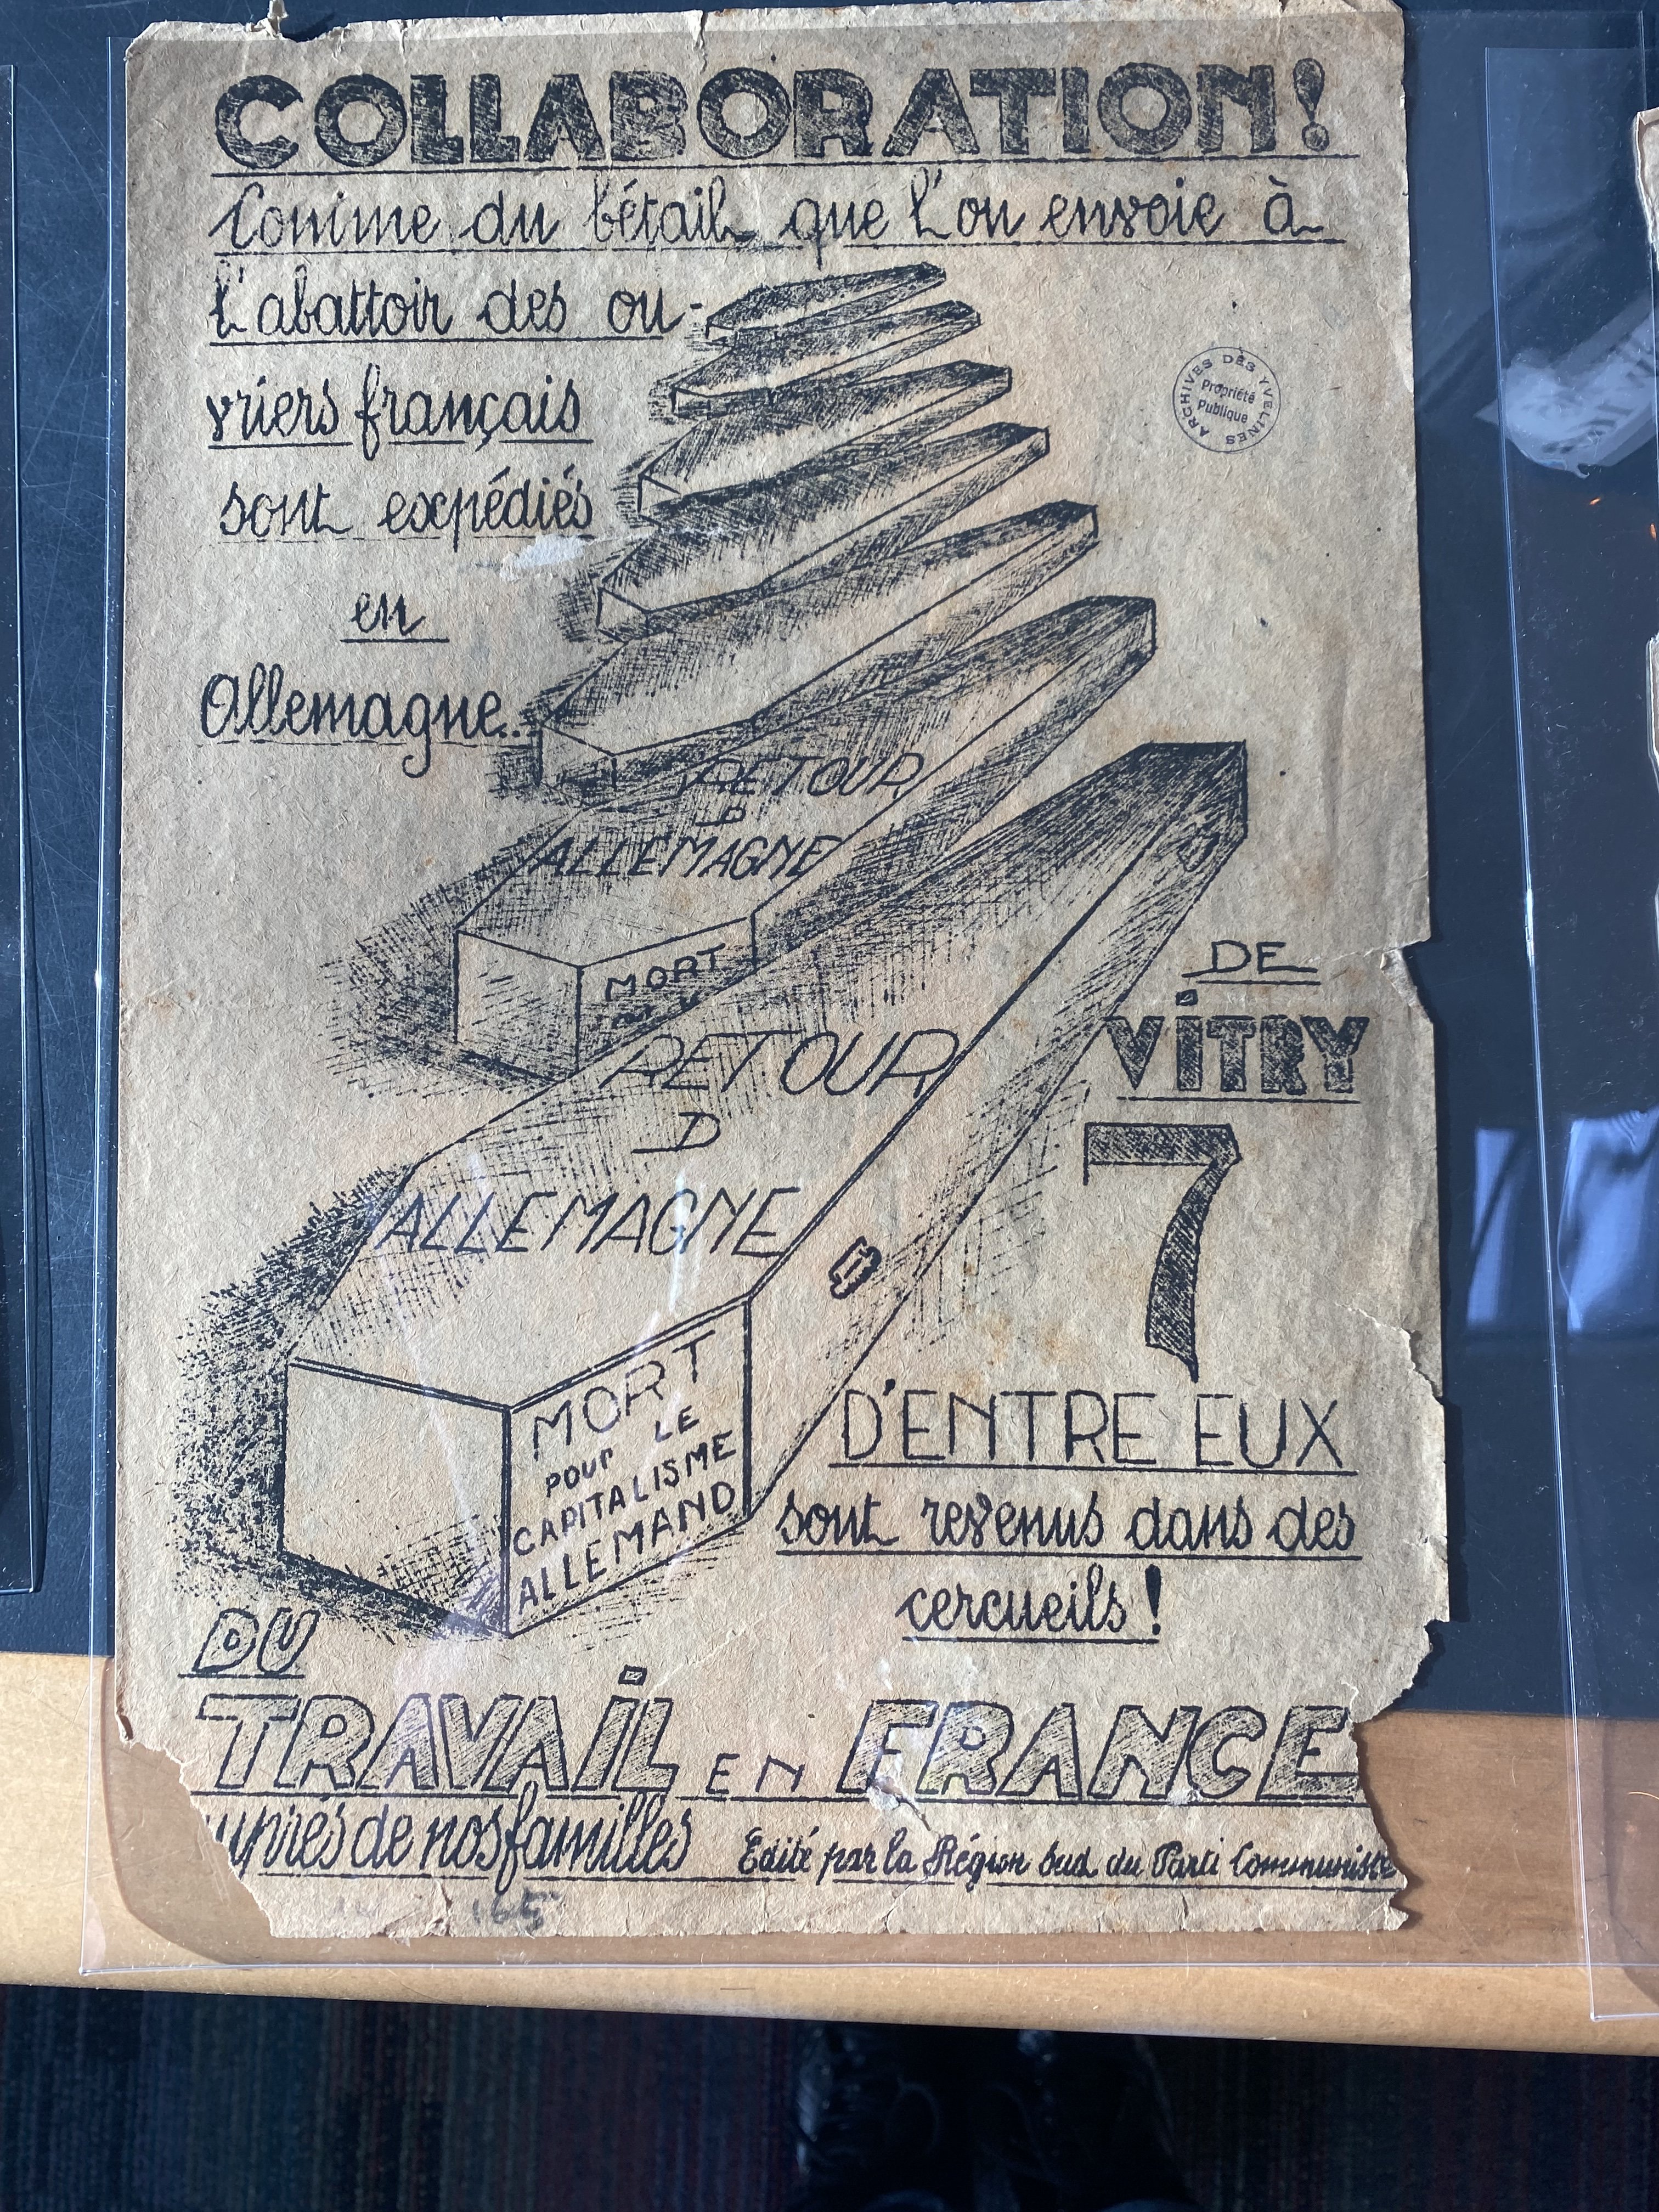 COLLABORATION!
Comme du bétail que l'on envoie à
l'abattoir des ou-
vriers français
sont expédiés
en
Allemagne...
ARCHIVES DES YVELINES
Propriété
Publique
RETOUR
D
ALLEMAGNE
MORT
RETOUR
D
ALLEMAGNE
MORT
POUR LE
CAPITALISME
ALLEMAND
DE
VITRY
7
D'ENTRE EUX
sont revenus dans des
cercueils!
DU
TRAVAIL EN FRANCE
uprès de nos familles
Edité par la Région sud du Parti Communiste